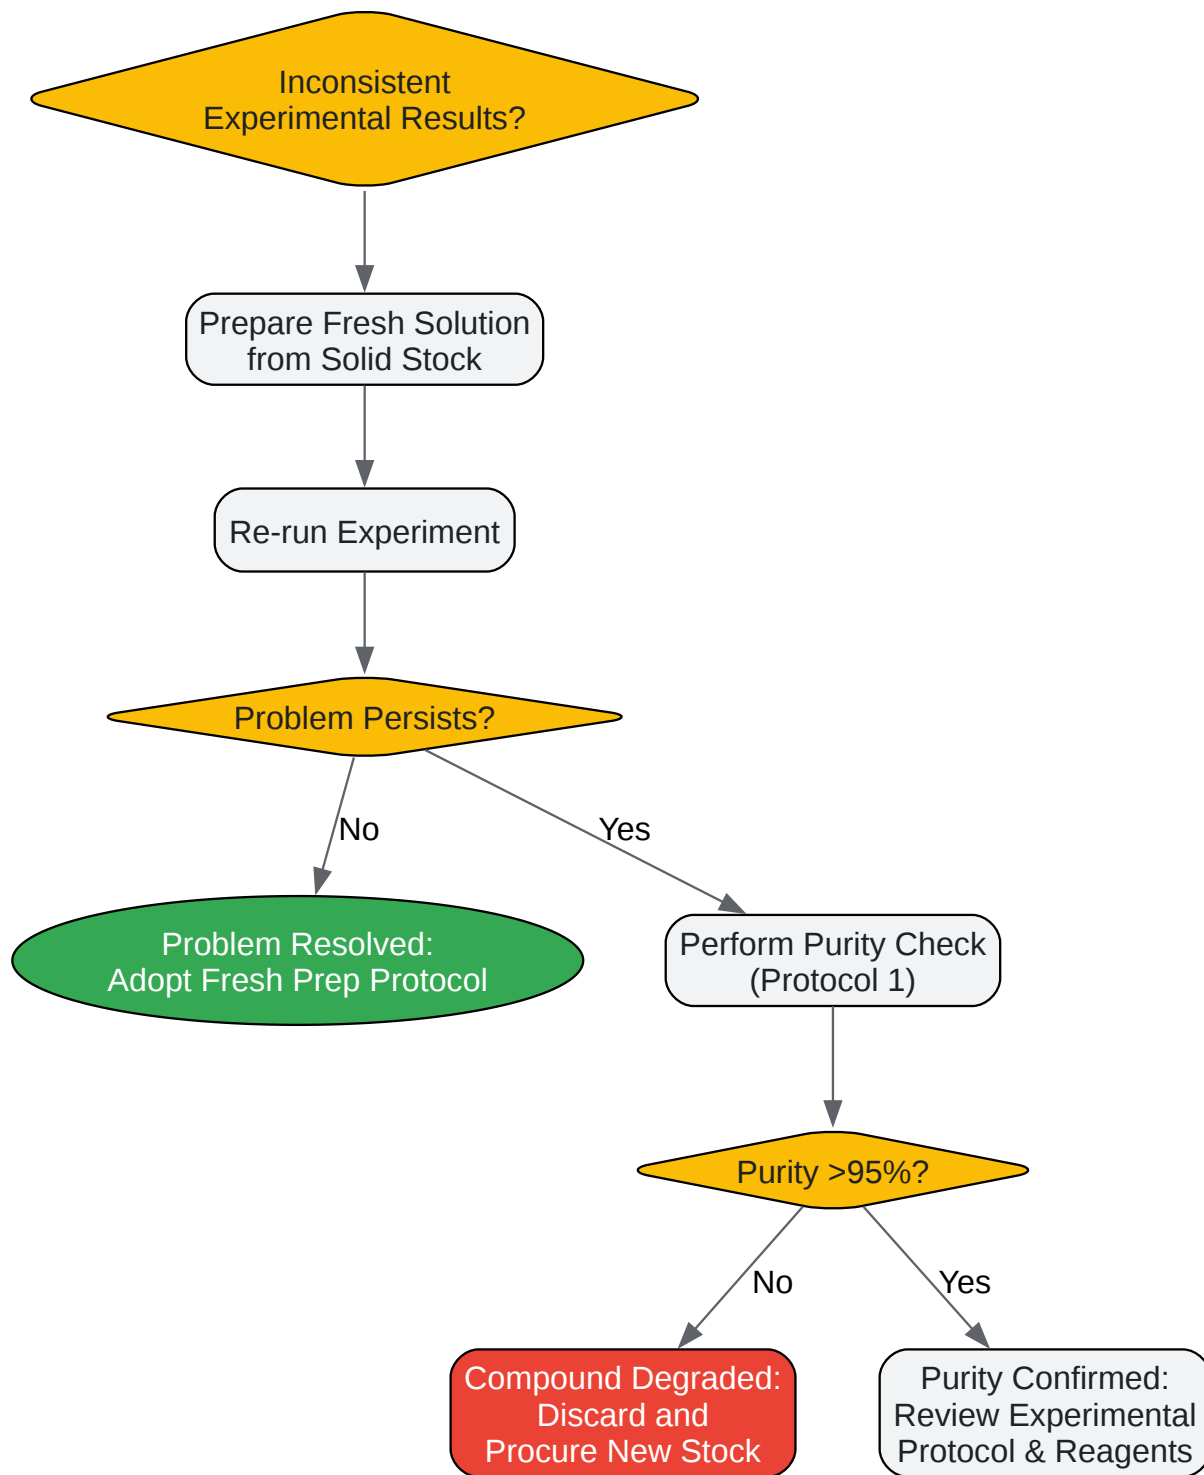 Inconsistent
Experimental Results?
Prepare Fresh Solution
from Solid Stock
Re-run Experiment
Problem Persists?
No
Yes
Problem Resolved:
Adopt Fresh Prep Protocol
Perform Purity Check
(Protocol 1)
Purity >95%?
No
Yes
Compound Degraded:
Discard and
Procure New Stock
Purity Confirmed:
Review Experimental
Protocol & Reagents